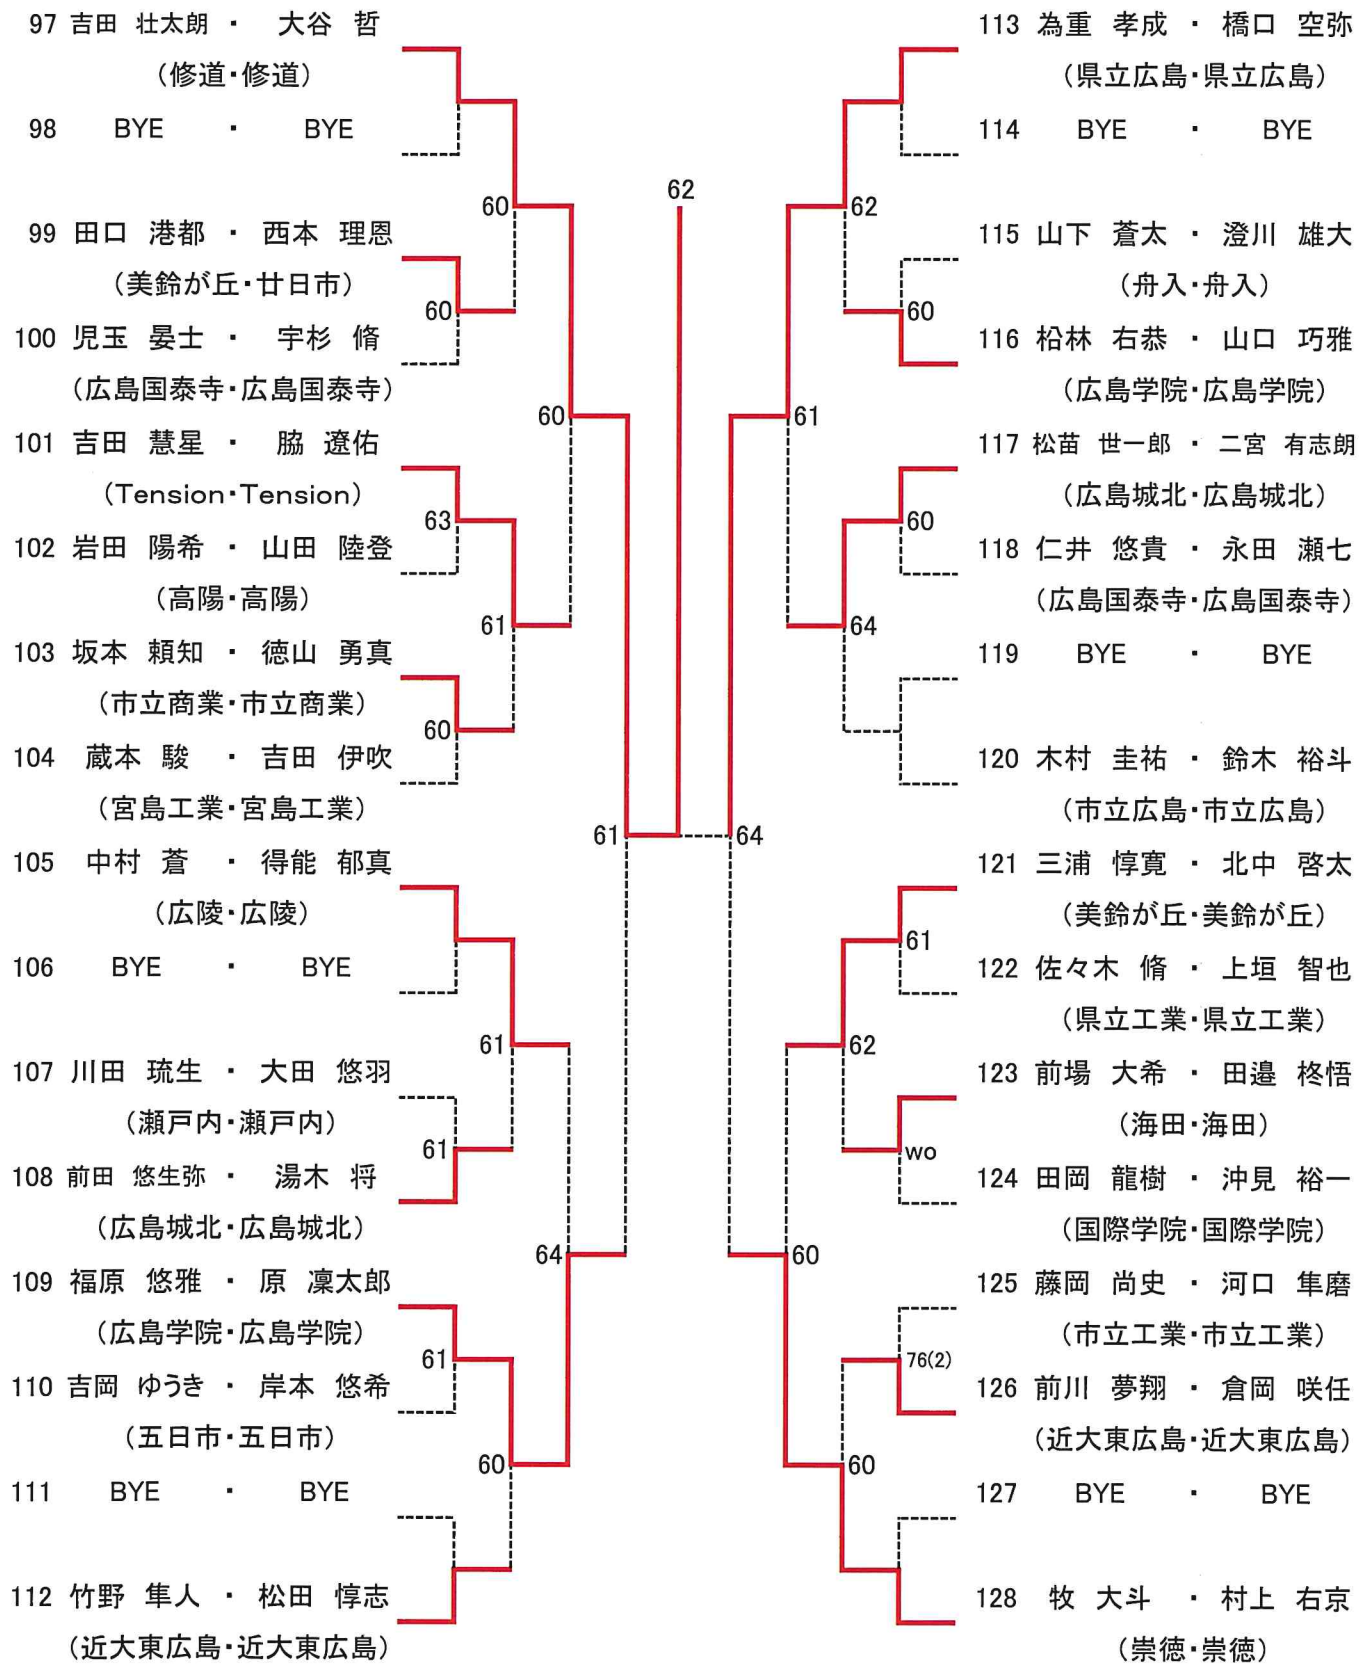 97 吉田 壮太朗 ・ 大谷 哲
(修道・修道)
98 BYE ・ BYE
60
99 田口 港都 ・ 西本 理恩
(美鈴が丘・廿日市)
60
100 児玉 晏士 ・ 宇杉 脩
(広島国泰寺・広島国泰寺)
60
101 吉田 慧星 ・ 脇 遼佑
(Tension・Tension)
63
102 岩田 陽希 ・ 山田 陸登
(高陽・高陽)
61
103 坂本 頼知 ・ 徳山 勇真
(市立商業・市立商業)
60
104 蔵本 駿 ・ 吉田 伊吹
(宮島工業・宮島工業)
61
105 中村 蒼 ・ 得能 郁真
(広陵・広陵)
106 BYE ・ BYE
61
107 川田 琉生 ・ 大田 悠羽
(瀬戸内・瀬戸内)
61
108 前田 悠生弥 ・ 湯木 将
(広島城北・広島城北)
64
109 福原 悠雅 ・ 原 凜太郎
(広島学院・広島学院)
61
110 吉岡 ゆうき ・ 岸本 悠希
(五日市・五日市)
60
111 BYE ・ BYE
112 竹野 隼人 ・ 松田 惇志
(近大東広島・近大東広島)
62
113 為重 孝成 ・ 橋口 空弥
(県立広島・県立広島)
114 BYE ・ BYE
62
115 山下 蒼太 ・ 澄川 雄大
(舟入・舟入)
60
116 柗林 右恭 ・ 山口 巧雅
(広島学院・広島学院)
61
117 松苗 世一郎 ・ 二宮 有志朗
(広島城北・広島城北)
60
118 仁井 悠貴 ・ 永田 瀬七
(広島国泰寺・広島国泰寺)
64
119 BYE ・ BYE
120 木村 圭祐 ・ 鈴木 裕斗
(市立広島・市立広島)
64
121 三浦 惇寛 ・ 北中 啓太
(美鈴が丘・美鈴が丘)
61
122 佐々木 脩 ・ 上垣 智也
(県立工業・県立工業)
62
123 前場 大希 ・ 田邉 柊悟
(海田・海田)
wo
124 田岡 龍樹 ・ 沖見 裕一
(国際学院・国際学院)
60
125 藤岡 尚史 ・ 河口 隼磨
(市立工業・市立工業)
76(2)
126 前川 夢翔 ・ 倉岡 咲任
(近大東広島・近大東広島)
60
127 BYE ・ BYE
128 牧 大斗 ・ 村上 右京
(崇徳・崇徳)